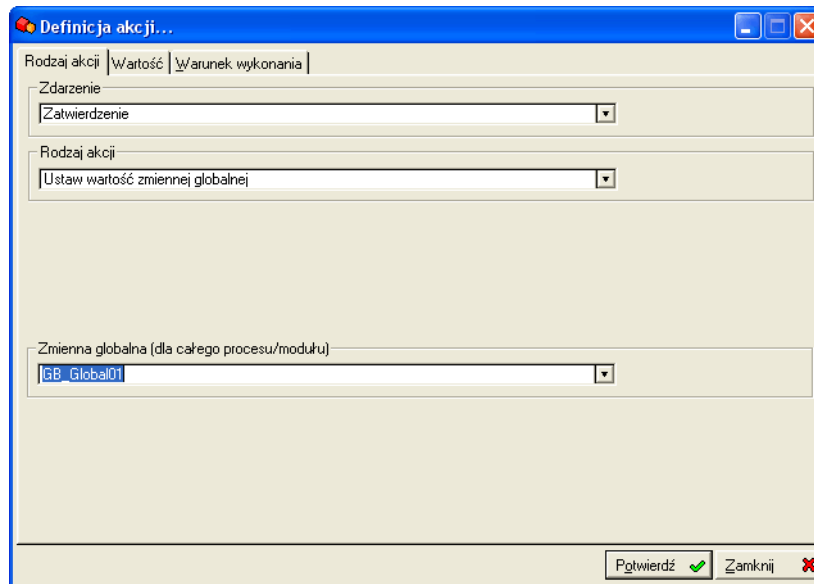 Definicja akcji...
Rodzaj akcji Wartość Warunek wykonania
Zdarzenie
Zatwierdzenie
Rodzaj akcji
Ustaw wartość zmiennej globalnej
Zmienna globalna (dla całego procesu/modułu)
GB_Global01
Potwierdź Zamknij